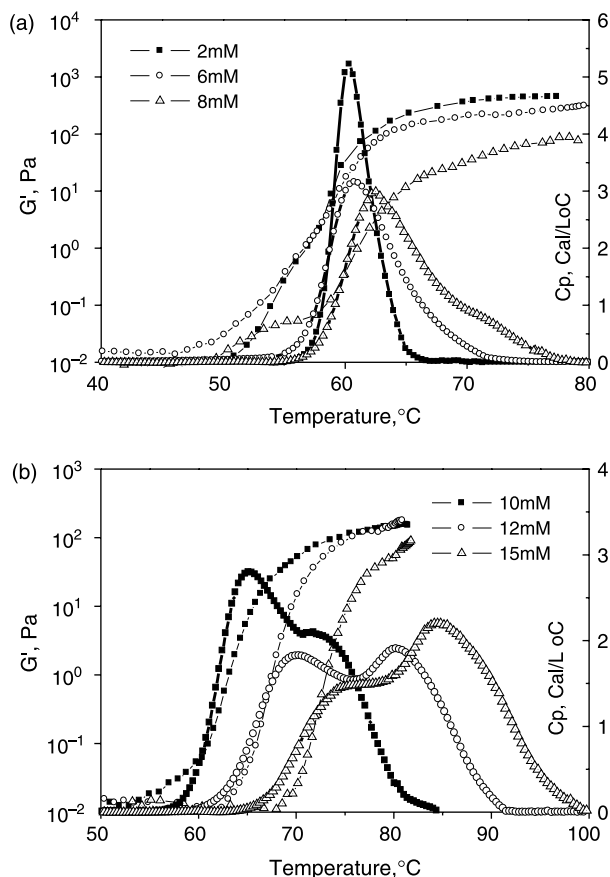 (a)
10⁴
10³
10²
10¹
10⁰
10⁻¹
10⁻²
G', Pa
2mM
6mM
8mM
6
5
4
3
2
1
0
Cp, Cal/LoC
40 50 60 70 80
Temperature,°C
(b)
10³
10²
10¹
10⁰
10⁻¹
10⁻²
G', Pa
10mM
12mM
15mM
4
3
2
1
0
Cp, Cal/L oC
50 60 70 80 90 100
Temperature,°C